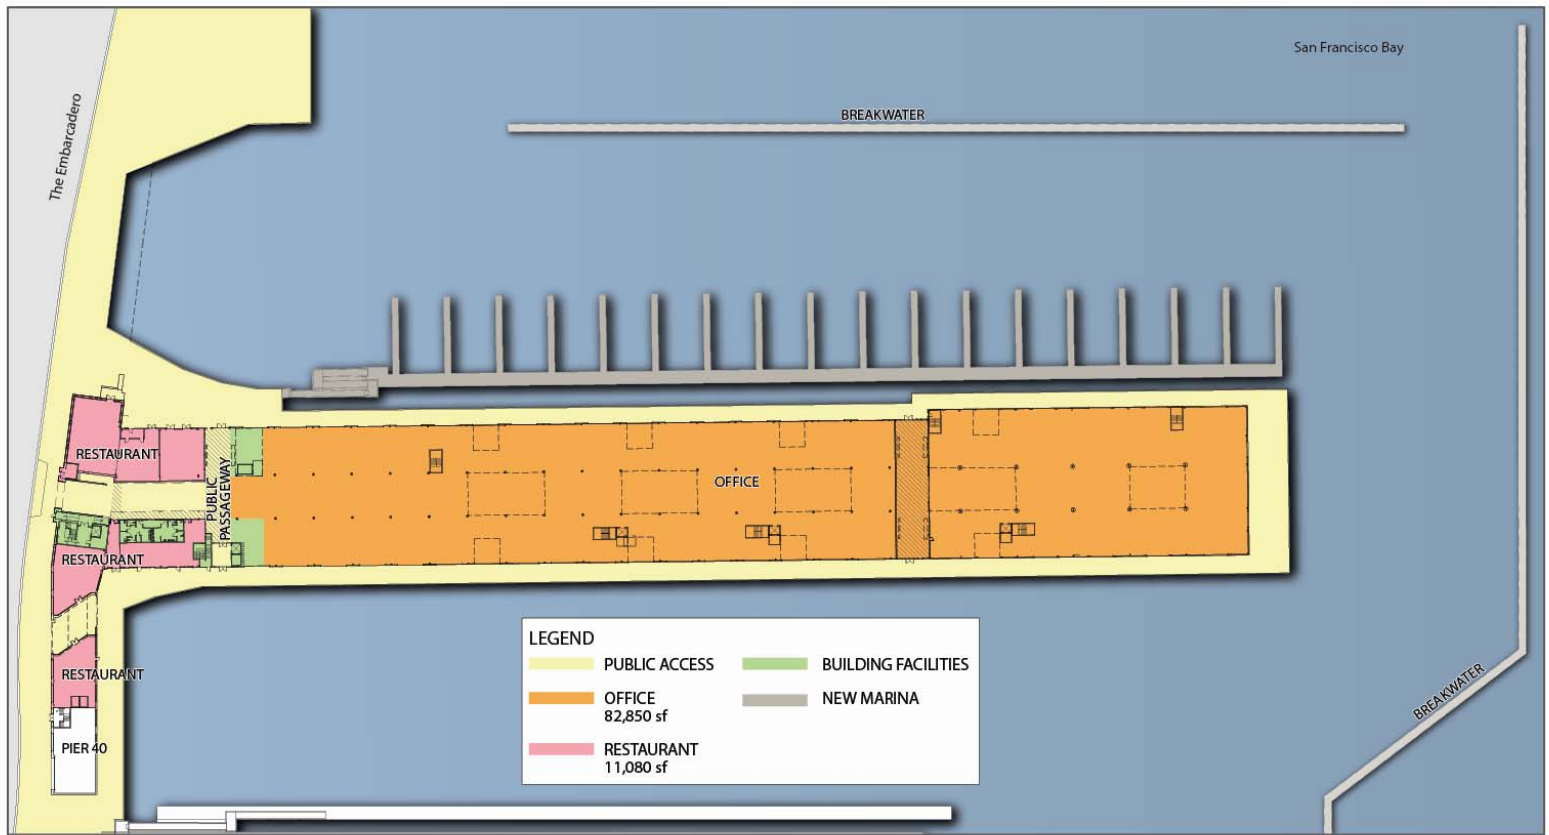 San Francisco Bay
BREAKWATER
The Embarcadero
RESTAURANT
PUBLIC
PASSAGEWAY
OFFICE
RESTAURANT
RESTAURANT
PIER 40
BREAKWATER
LEGEND
PUBLIC ACCESS
OFFICE
82,850 sf
RESTAURANT
11,080 sf
BUILDING FACILITIES
NEW MARINA